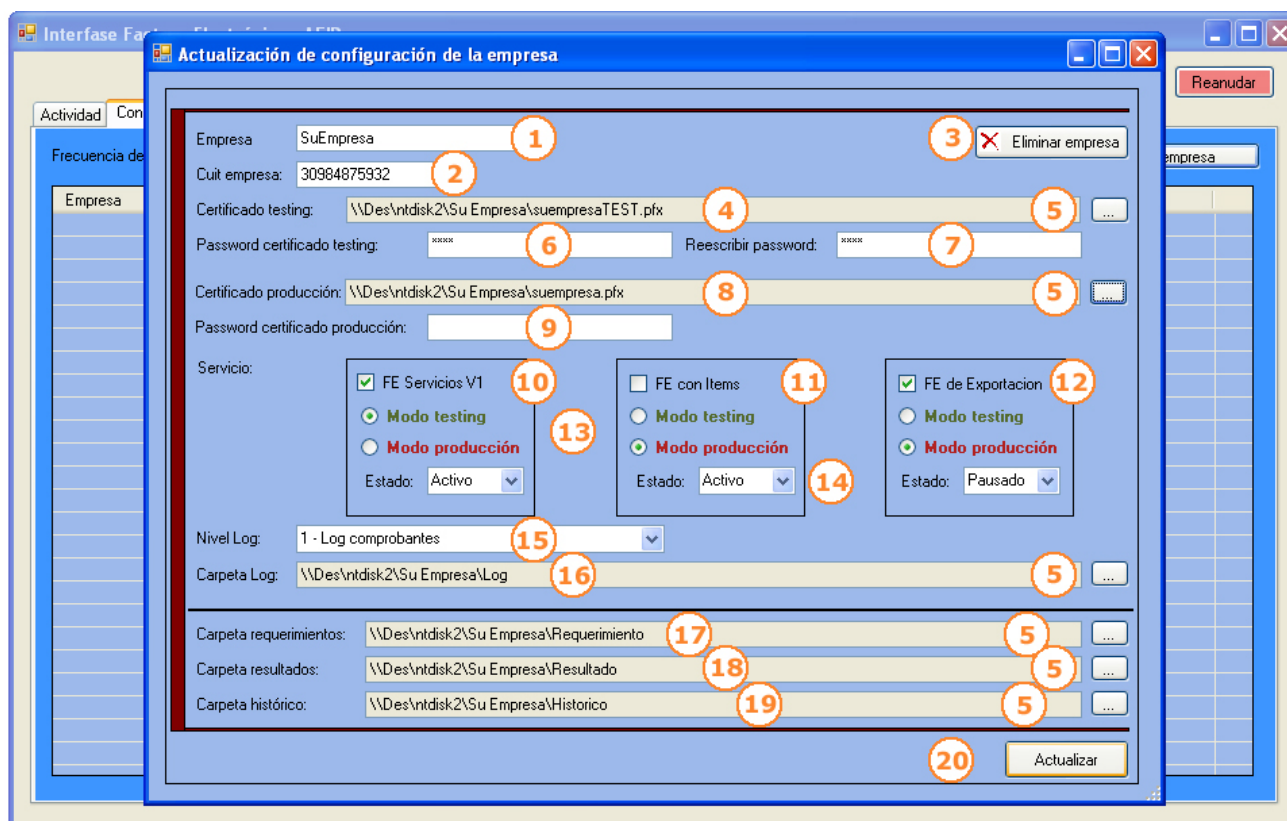 Interfase Fac
Actualización de configuración de la empresa
Reanudar
Actividad Con
Frecuencia de
empresa
Empresa
Empresa SuEmpresa 1 3 Eliminar empresa
Cuit empresa: 30984875932 2
Certificado testing: \\Des\ntdisk2\Su Empresa\suempresaTEST.pfx 4 5 ...
Password certificado testing: **** 6 Reescribir password: **** 7
Certificado producción: \\Des\ntdisk2\Su Empresa\suempresa.pfx 8 5 ...
Password certificado producción: 9
Servicio:
FE Servicios V1 10 FE con Items 11 FE de Exportacion 12
Modo testing 13 Modo testing Modo testing
Modo producción Modo producción Modo producción
Estado: Activo Estado: Activo 14 Estado: Pausado
Nivel Log: 1 - Log comprobantes 15
Carpeta Log: \\Des\ntdisk2\Su Empresa\Log 16 5 ...
Carpeta requerimientos: \\Des\ntdisk2\Su Empresa\Requerimiento 17 5 ...
Carpeta resultados: \\Des\ntdisk2\Su Empresa\Resultado 18 5 ...
Carpeta histórico: \\Des\ntdisk2\Su Empresa\Historico 19 5 ...
20 Actualizar